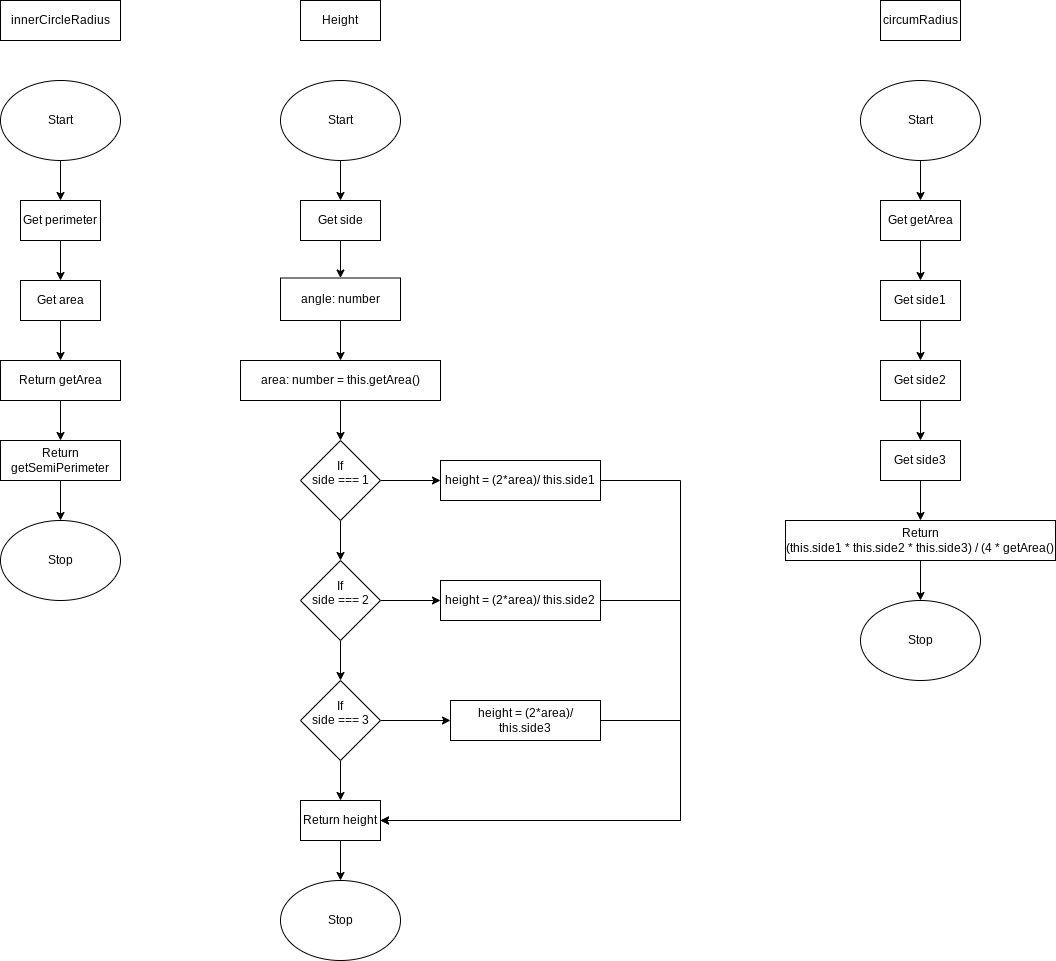 innerCircleRadius
Start
Get perimeter
Get area
Return getArea
Return
getSemiPerimeter
Stop
Height
Start
Get side
angle: number
area: number = this.getArea()
If
side === 1
height = (2*area)/ this.side1
If
side === 2
height = (2*area)/ this.side2
If
side === 3
height = (2*area)/
this.side3
Return height
Stop
circumRadius
Start
Get getArea
Get side1
Get side2
Get side3
Return
(this.side1 * this.side2 * this.side3) / (4 * getArea()
Stop